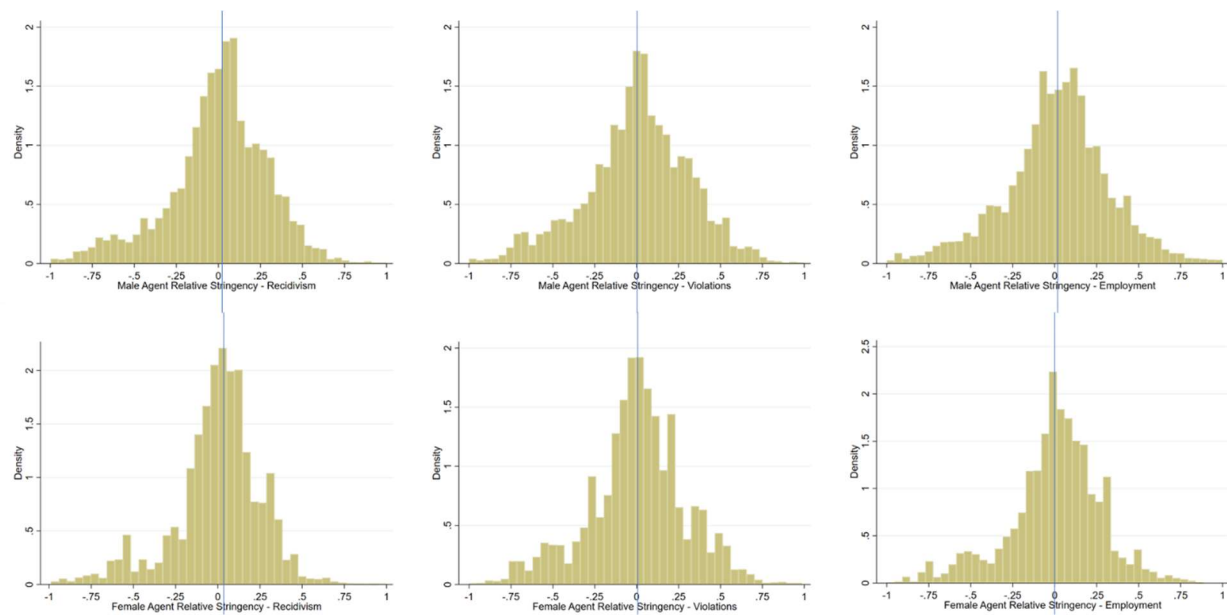 2
1.5
1
.5
0
Density
-1 -.75 -.5 -.25 0 .25 .5 .75 1
Male Agent Relative Stringency - Recidivism
2
1.5
1
.5
0
Density
-1 -.75 -.5 -.25 0 .25 .5 .75 1
Male Agent Relative Stringency - Violations
2
1.5
1
.5
0
Density
-1 -.75 -.5 -.25 0 .25 .5 .75 1
Male Agent Relative Stringency - Employment
2
1.5
1
.5
0
Density
-1 -.75 -.5 -.25 0 .25 .5 .75 1
Female Agent Relative Stringency - Recidivism
2
1.5
1
.5
0
Density
-1 -.75 -.5 -.25 0 .25 .5 .75 1
Female Agent Relative Stringency - Violations
2.5
2
1.5
1
.5
0
Density
-1 -.75 -.5 -.25 0 .25 .5 .75 1
Female Agent Relative Stringency - Employment